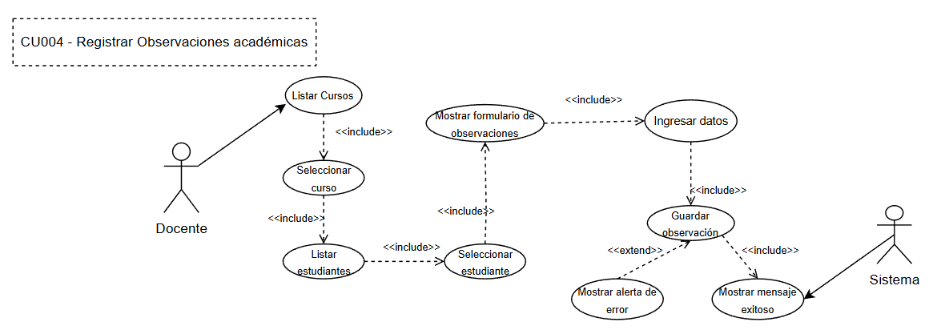 CU004 - Registrar Observaciones académicas
Listar Cursos
<<include>>
Seleccionar
curso
<<include>>
Listar
estudiantes
<<include>>
Seleccionar
estudiante
<<include>>
Mostrar formulario de
observaciones
<<include>>
Ingresar datos
<<include>>
Guardar
observación
<<extend>>
<<include>>
Mostrar alerta de
error
Mostrar mensaje
exitoso
Docente
Sistema